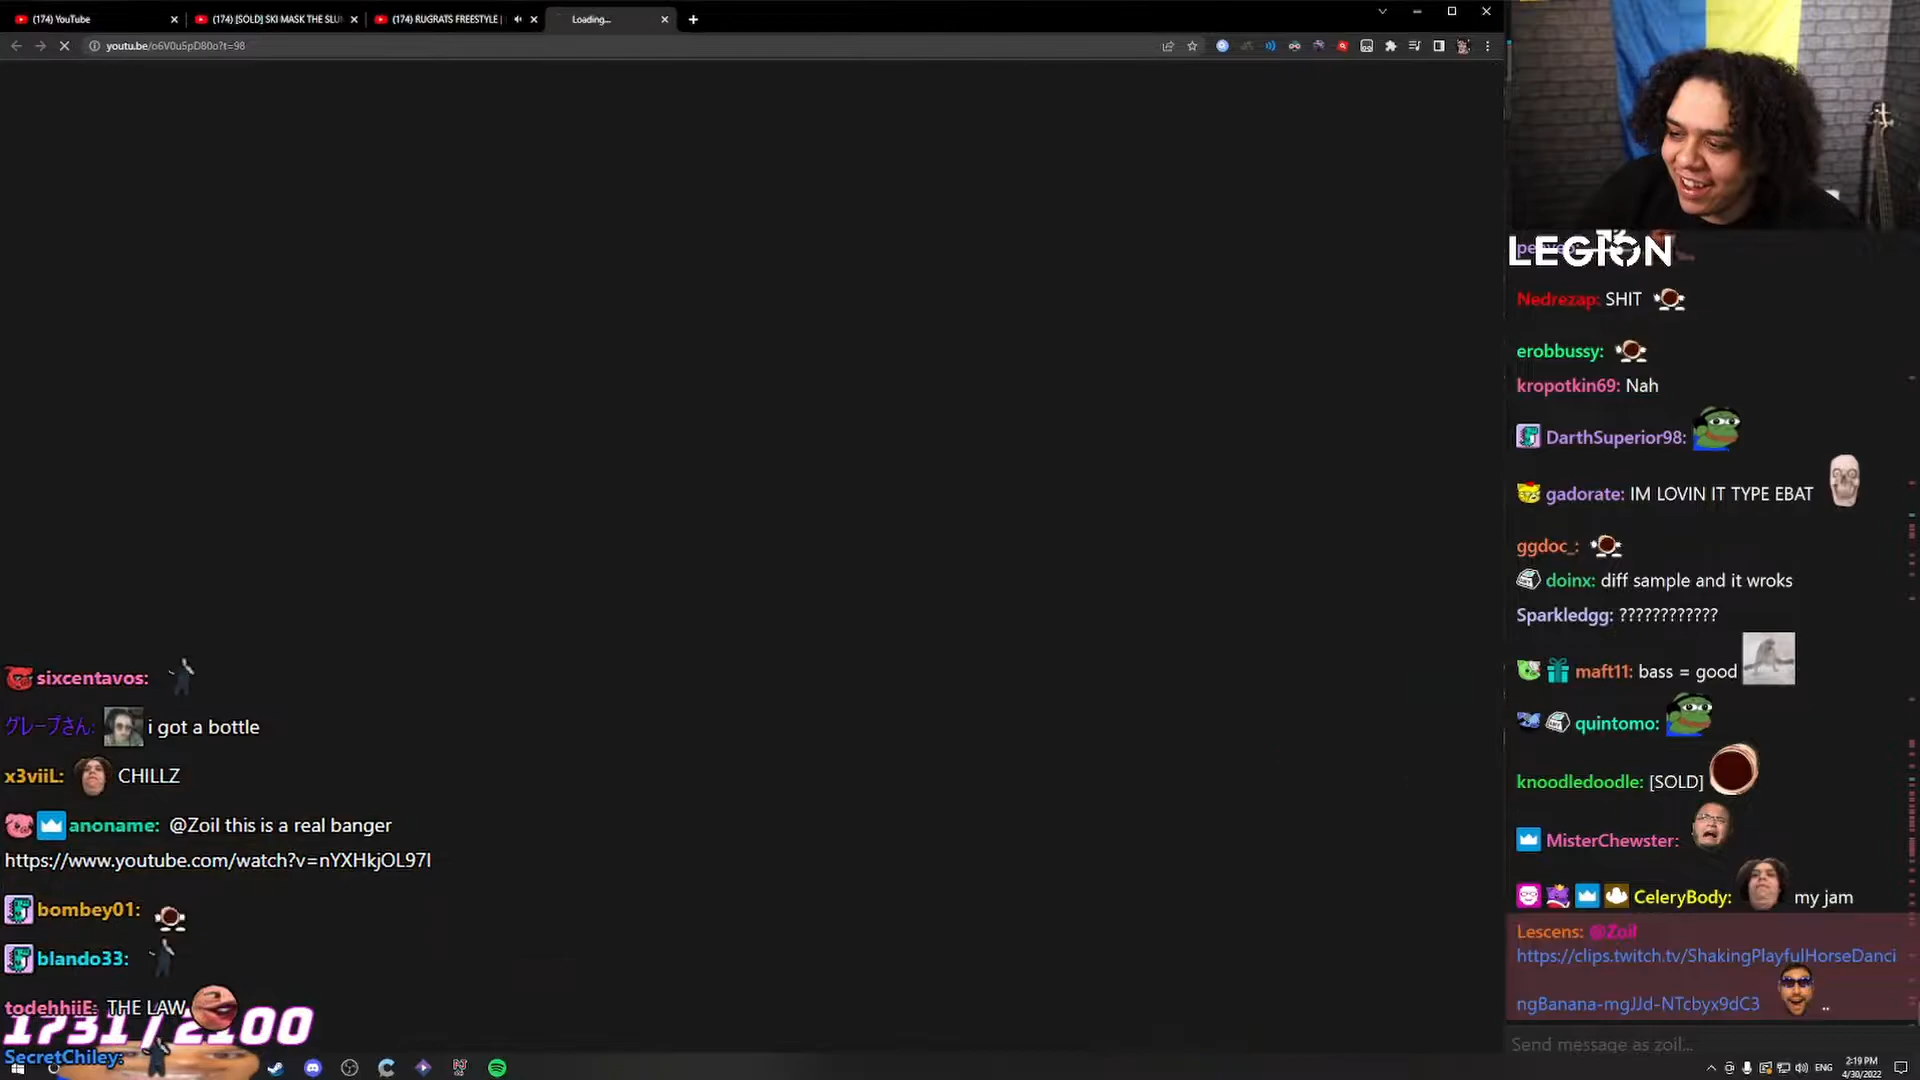 (174) YouTube
(174) [SOLD] SKI MASK THE SLU
(174) RUGRATS FREESTYLE |
Loading...
youtu.be/o6V0uSpD80o?t=98
LEGION
Nedrezap: SHIT
erobbussy:
kropotkin69: Nah
DarthSuperior98:
gadorate: IM LOVIN IT TYPE EBAT
ggdoc_:
doinx: diff sample and it wroks
Sparkledgg: ????????????
maft11: bass = good
quintomo:
knoodledoodle: [SOLD]
MisterChewster:
CeleryBody: my jam
Lescens: @Zoil
https://clips.twitch.tv/ShakingPlayfulHorseDanci
ngBanana-mgJJd-NTcbyx9dC3 ..
Send message as zoil...
sixcentavos:
グレープさん: i got a bottle
x3viiL: CHILLZ
anoname: @Zoil this is a real banger
https://www.youtube.com/watch?v=nYXHkjOL97I
bombey01:
blando33:
todehhiiE: THE LAW
1731/2100
SecretChiley:
ENG
2:19 PM
4/30/2022